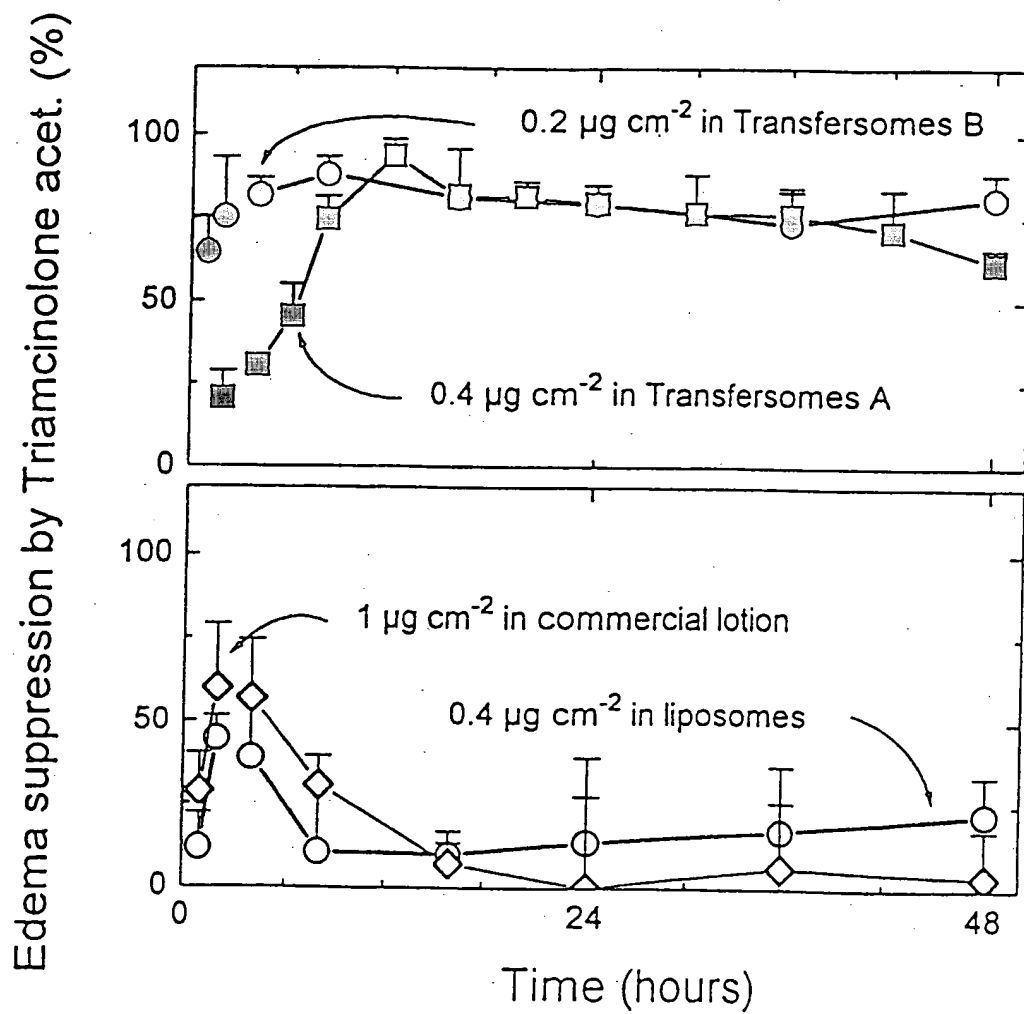 Edema suppression by Triamcinolone acet. (%)
100
50
0
0.2 µg cm-2 in Transfersomes B
0.4 µg cm-2 in Transfersomes A
100
50
0
1 µg cm-2 in commercial lotion
0.4 µg cm-2 in liposomes
0 24 48
Time (hours)